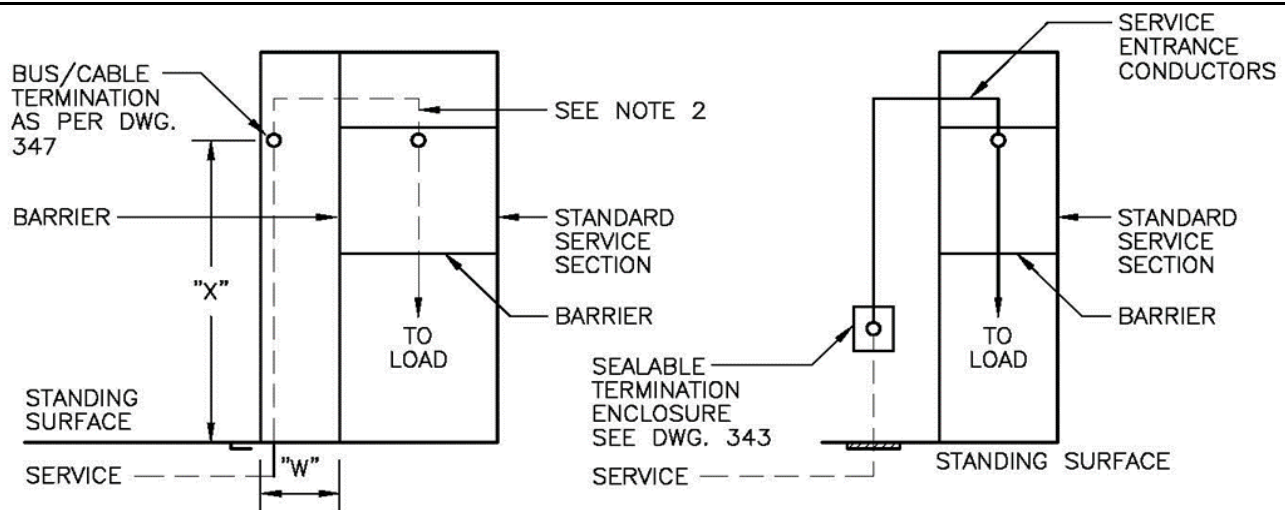 BUS/CABLE
TERMINATION
AS PER DWG.
347
SEE NOTE 2
BARRIER
STANDARD
SERVICE
SECTION
"X"
BARRIER
TO
LOAD
STANDING
SURFACE
SERVICE
"W"
SERVICE
ENTRANCE
CONDUCTORS
STANDARD
SERVICE
SECTION
BARRIER
TO
LOAD
SEALABLE
TERMINATION
ENCLOSURE
SEE DWG. 343
SERVICE
STANDING SURFACE